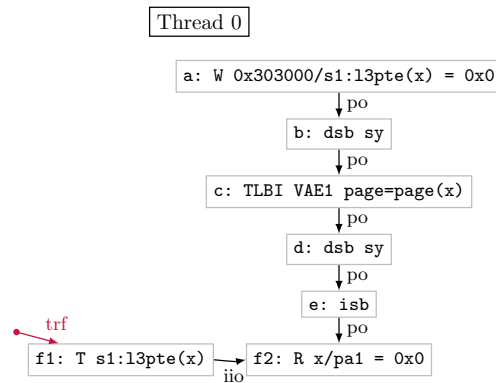 Thread 0
a: W 0x303000/s1:l3pte(x) = 0x0
po
b: dsb sy
po
c: TLBI VAE1 page=page(x)
po
d: dsb sy
po
e: isb
po
trf
f1: T s1:l3pte(x)
iio
f2: R x/pa1 = 0x0